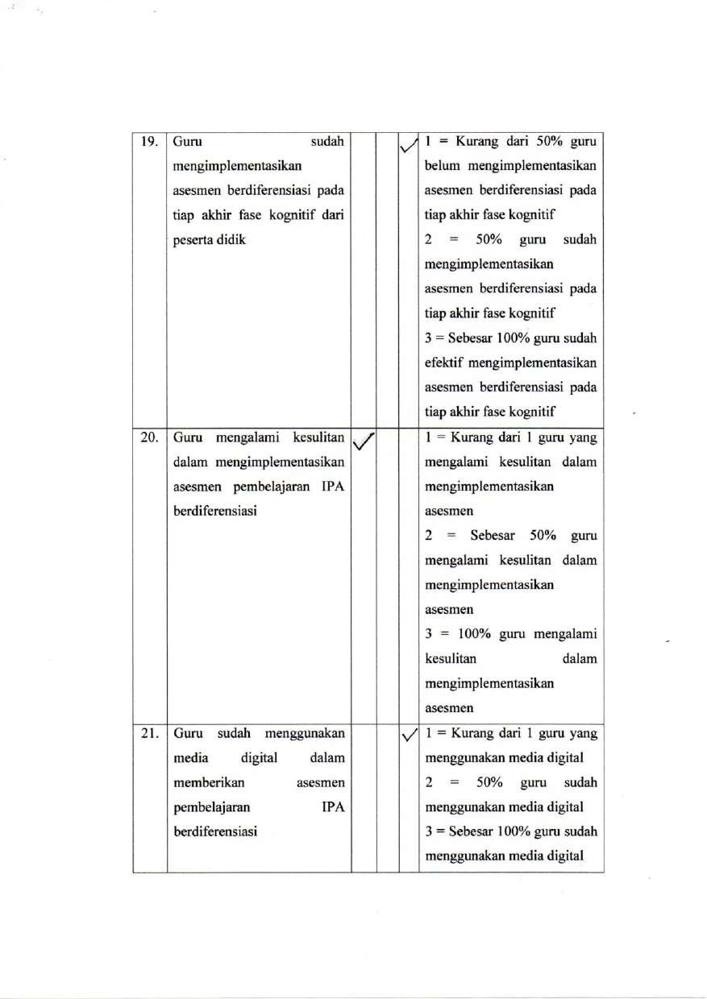 19. Guru sudah
mengimplementasikan
asesmen berdiferensiasi pada
tiap akhir fase kognitif dari
peserta didik
✓
1 = Kurang dari 50% guru
belum mengimplementasikan
asesmen berdiferensiasi pada
tiap akhir fase kognitif
2 = 50% guru sudah
mengimplementasikan
asesmen berdiferensiasi pada
tiap akhir fase kognitif
3 = Sebesar 100% guru sudah
efektif mengimplementasikan
asesmen berdiferensiasi pada
tiap akhir fase kognitif
20. Guru mengalami kesulitan
dalam mengimplementasikan
asesmen pembelajaran IPA
berdiferensiasi
✓
1 = Kurang dari 1 guru yang
mengalami kesulitan dalam
mengimplementasikan
asesmen
2 = Sebesar 50% guru
mengalami kesulitan dalam
mengimplementasikan
asesmen
3 = 100% guru mengalami
kesulitan dalam
mengimplementasikan
asesmen
21. Guru sudah menggunakan
media digital dalam
memberikan asesmen
pembelajaran IPA
berdiferensiasi
✓
1 = Kurang dari 1 guru yang
menggunakan media digital
2 = 50% guru sudah
menggunakan media digital
3 = Sebesar 100% guru sudah
menggunakan media digital